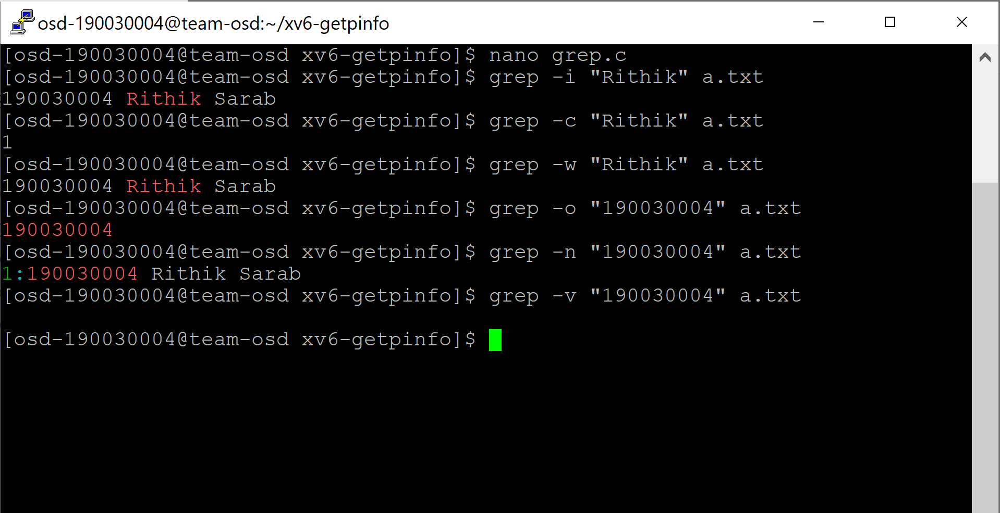 osd-190030004@team-osd:~/xv6-getpinfo
[osd-190030004@team-osd xv6-getpinfo]$ nano grep.c
[osd-190030004@team-osd xv6-getpinfo]$ grep -i "Rithik" a.txt
190030004 Rithik Sarab
[osd-190030004@team-osd xv6-getpinfo]$ grep -c "Rithik" a.txt
1
[osd-190030004@team-osd xv6-getpinfo]$ grep -w "Rithik" a.txt
190030004 Rithik Sarab
[osd-190030004@team-osd xv6-getpinfo]$ grep -o "190030004" a.txt
190030004
[osd-190030004@team-osd xv6-getpinfo]$ grep -n "190030004" a.txt
1:190030004 Rithik Sarab
[osd-190030004@team-osd xv6-getpinfo]$ grep -v "190030004" a.txt
[osd-190030004@team-osd xv6-getpinfo]$